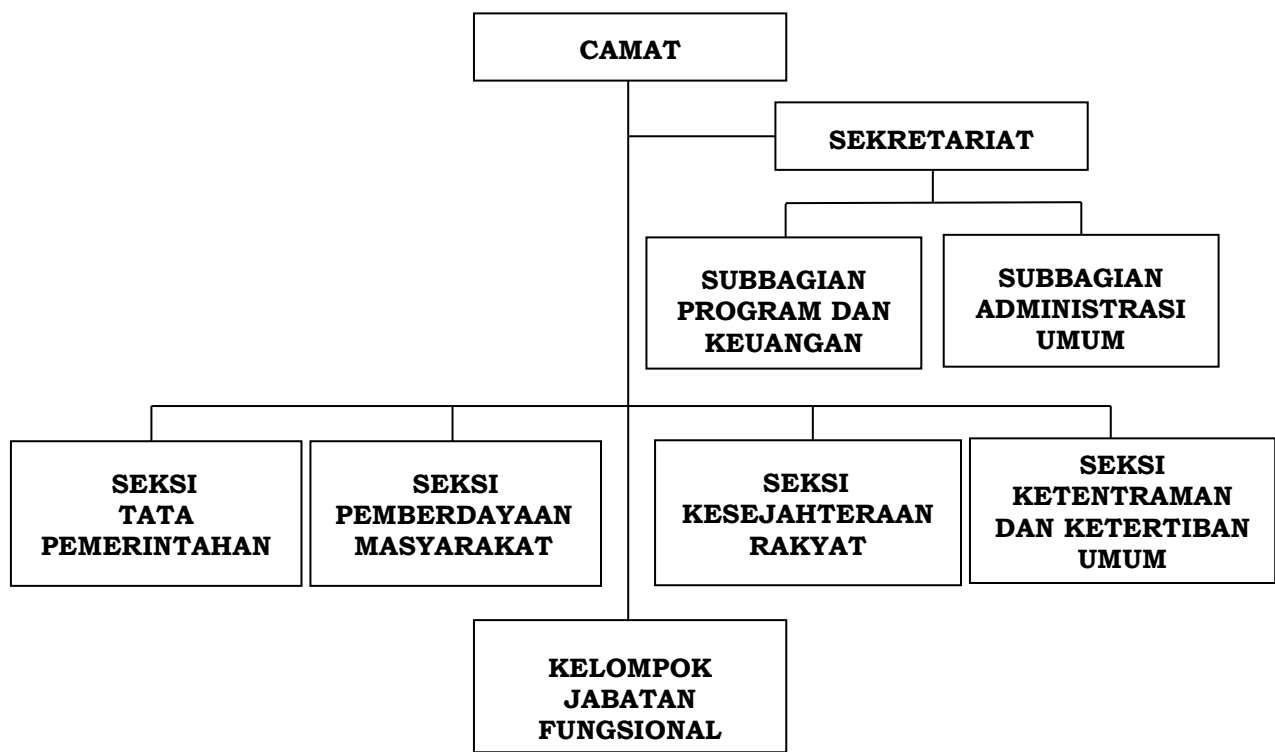 CAMAT
SEKRETARIAT
SUBBAGIAN
PROGRAM DAN
KEUANGAN
SUBBAGIAN
ADMINISTRASI
UMUM
SEKSI
TATA
PEMERINTAHAN
SEKSI
PEMBERDAYAAN
MASYARAKAT
SEKSI
KESEJAHTERAAN
RAKYAT
SEKSI
KETENTRAMAN
DAN KETERTIBAN
UMUM
KELOMPOK
JABATAN
FUNGSIONAL